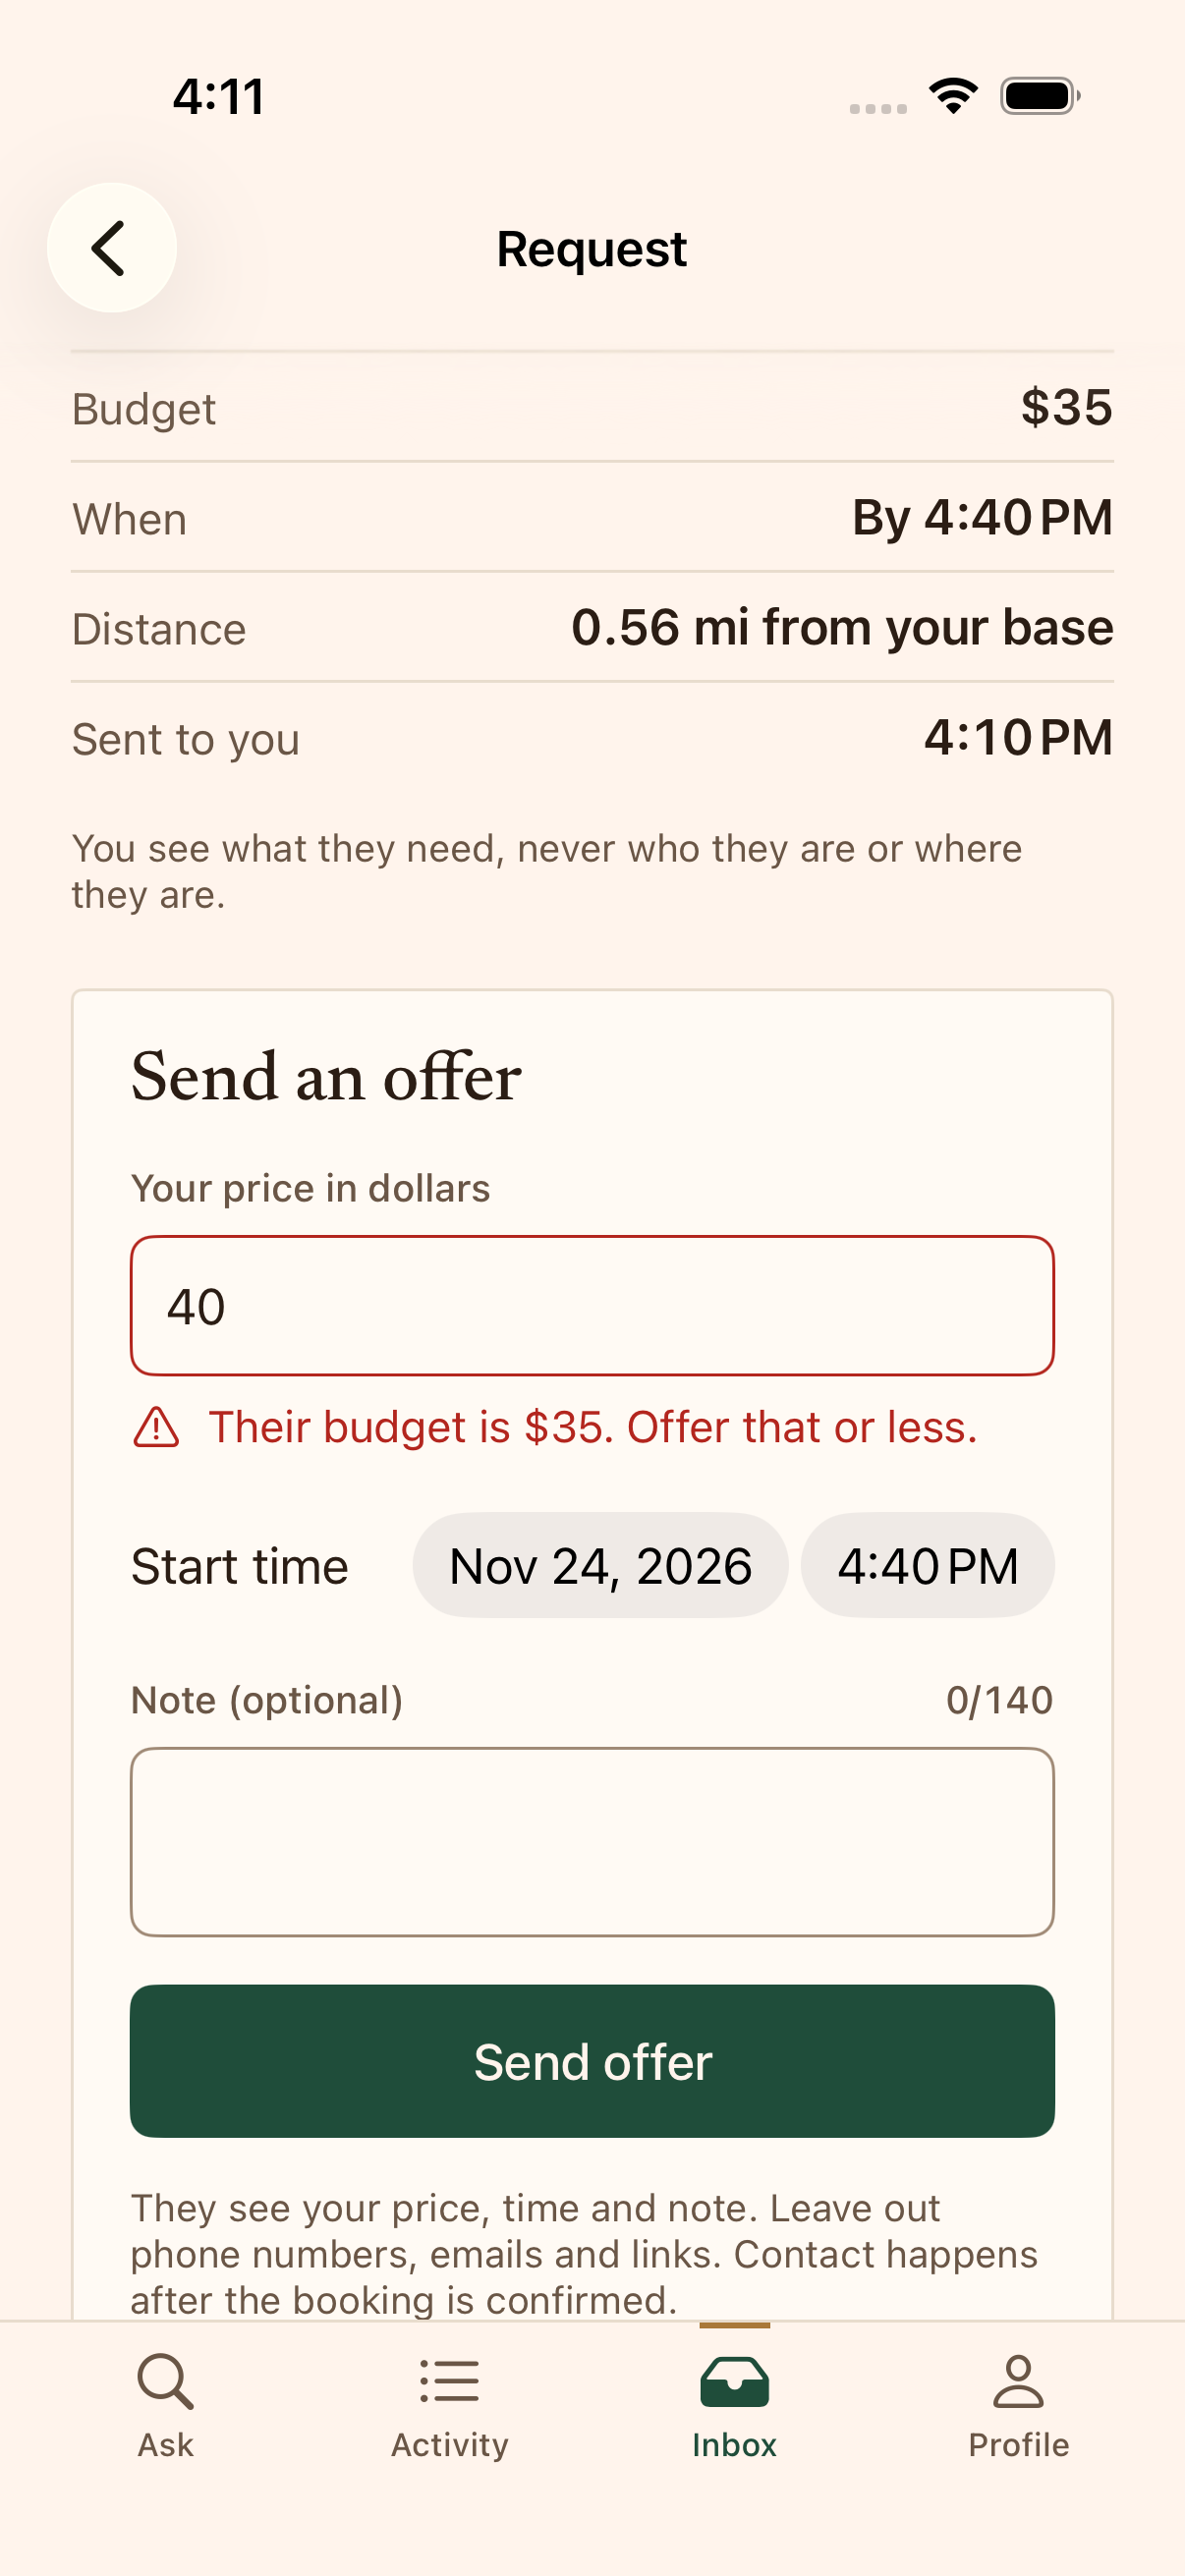 4:11
Request
Budget
$35
When
By 4:40 PM
Distance
0.56 mi from your base
Sent to you
4:10 PM
You see what they need, never who they are or where
they are.
Send an offer
Your price in dollars
40
Their budget is $35. Offer that or less.
Start time
Nov 24, 2026
4:40 PM
Note (optional)
0/140
Send offer
They see your price, time and note. Leave out
phone numbers, emails and links. Contact happens
after the booking is confirmed.
Ask
Activity
Inbox
Profile